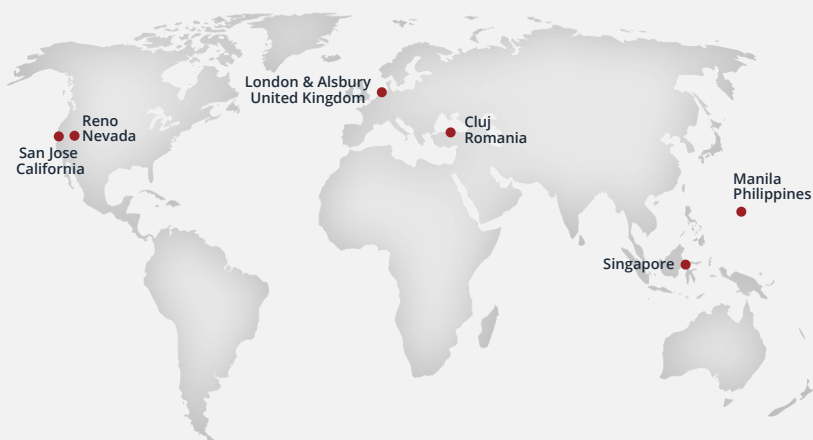 London & Alsbury
United Kingdom
Reno
Nevada
Cluj
Romania
San Jose
California
Manila
Philippines
Singapore